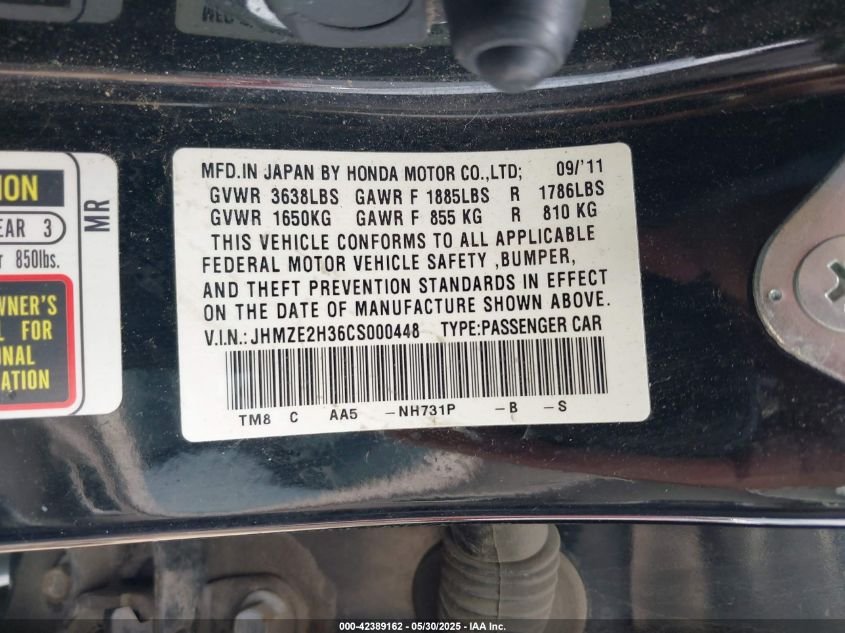 MFD.IN JAPAN BY HONDA MOTOR CO.,LTD; 09/'11
GVWR 3638LBS GAWR F 1885LBS R 1786LBS
GVWR 1650KG GAWR F 855 KG R 810 KG
THIS VEHICLE CONFORMS TO ALL APPLICABLE
FEDERAL MOTOR VEHICLE SAFETY ,BUMPER,
AND THEFT PREVENTION STANDARDS IN EFFECT
ON THE DATE OF MANUFACTURE SHOWN ABOVE.
V.I.N.: JHMZE2H36CS000448 TYPE:PASSENGER CAR
TM8 C AA5 -NH731P -B -S
ION
EAR 3
MR
850lbs.
WNER'S
L FOR
ONAL
ATION
000-42389162 - 05/30/2025 - IAA Inc.